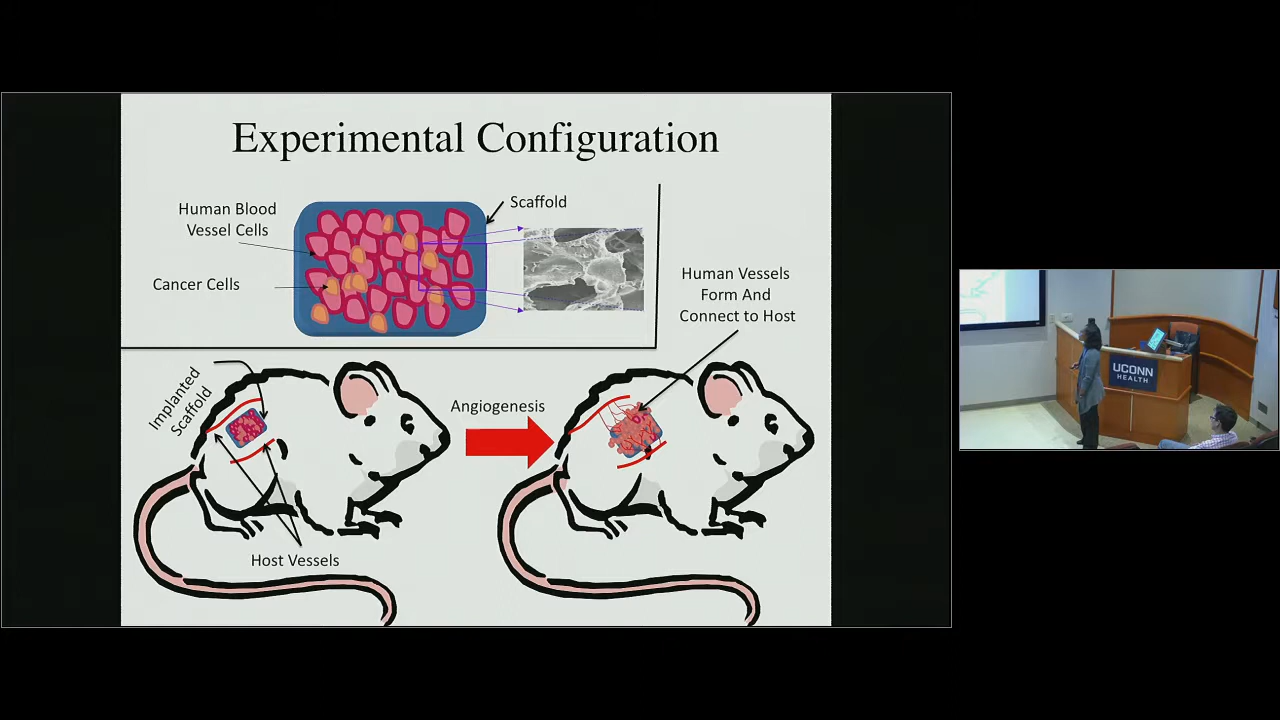 Experimental Configuration
Human Blood
Vessel Cells
Cancer Cells
Scaffold
Human Vessels
Form And
Connect to Host
Implanted
Scaffold
Angiogenesis
Host Vessels
UCONN
HEALTH